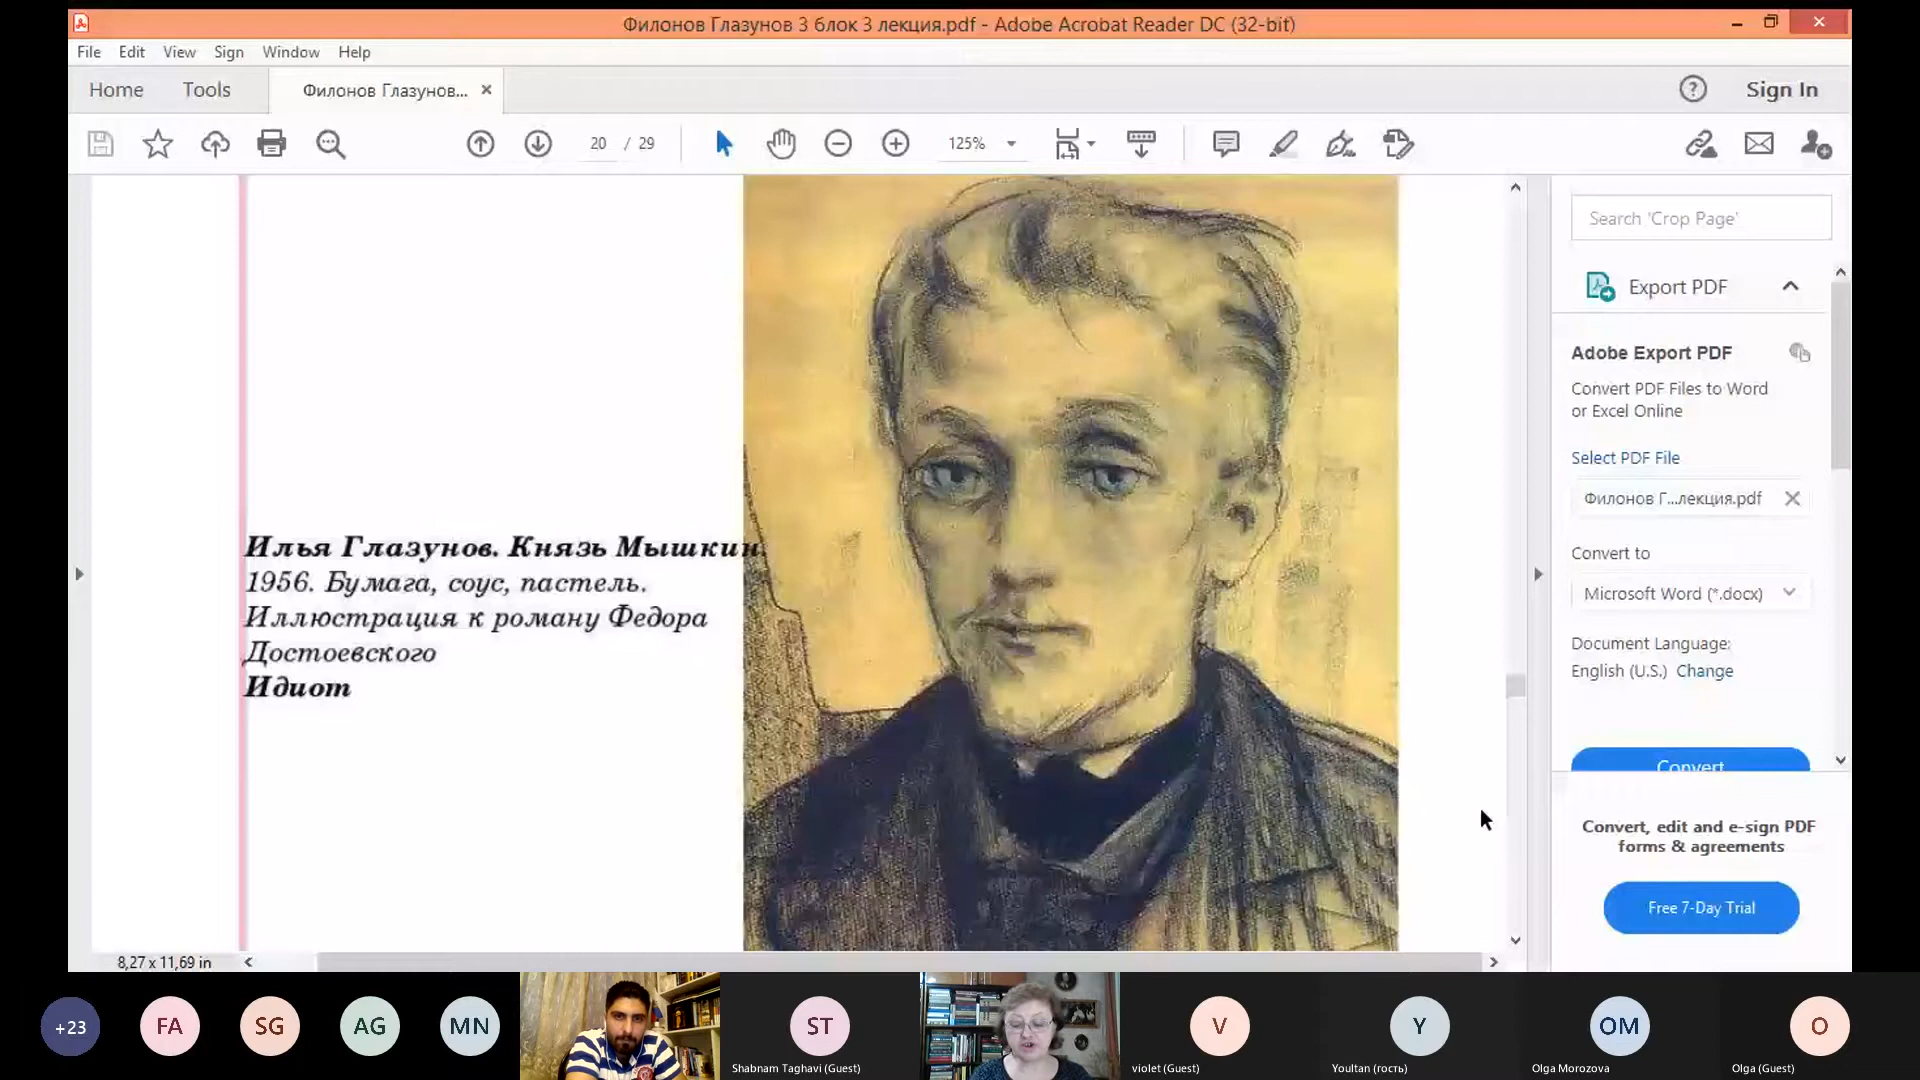 Филонов Глазунов 3 блок 3 лекция.pdf - Adobe Acrobat Reader DC (32-bit)
File Edit View Sign Window Help
Home Tools Филонов Глазунов... Sign In
20 / 29 125%
Search 'Crop Page'
Export PDF
Adobe Export PDF
Convert PDF Files to Word
or Excel Online
Select PDF File
Филонов Г...лекция.pdf
Convert to
Microsoft Word (*.docx)
Document Language:
English (U.S.) Change
Convert
Convert, edit and e-sign PDF
forms & agreements
Free 7-Day Trial
Илья Глазунов. Князь Мышкин.
1956. Бумага, соус, пастель.
Иллюстрация к роману Федора
Достоевского
Идиот
8,27 x 11,69 in
+23 FA SG AG MN ST V Y OM O
Shabnam Taghavi (Guest) violet (Guest) Youltan (гость) Olga Morozova Olga (Guest)